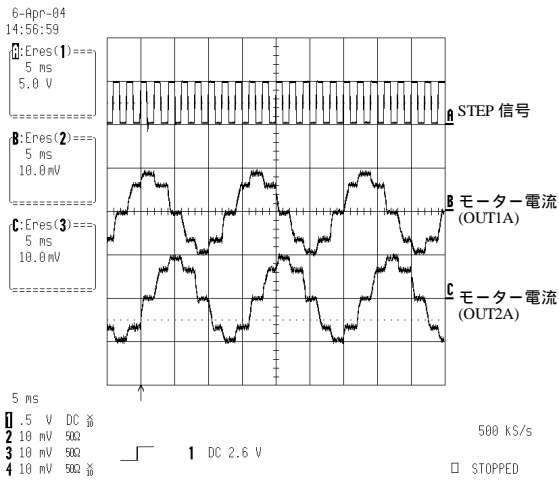 6-Apr-04
14:56:59
A:Eres(1)===
5 ms
5.0 V
B:Eres(2)===
5 ms
10.0mV
C:Eres(3)===
5 ms
10.0mV
A STEP 信号
B モーター電流
(OUT1A)
C モーター電流
(OUT2A)
5 ms
1 .5 V DC X10
2 10 mV 50Ω
3 10 mV 50Ω
4 10 mV 50Ω X10
1 DC 2.6 V
500 kS/s
STOPPED